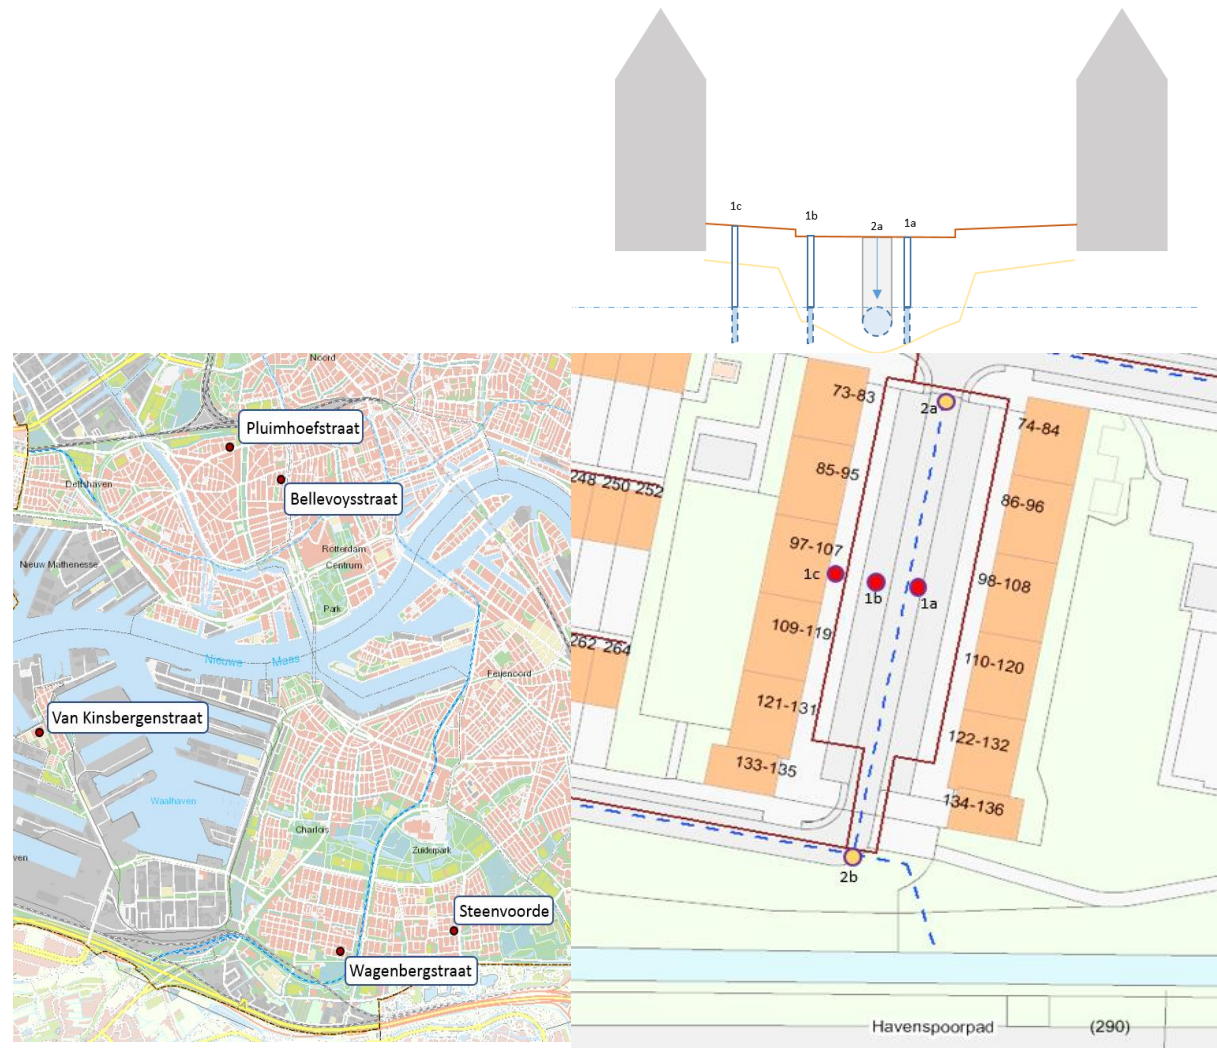 1c
1b
2a
1a
Noord
Pluimhoefstraat
Bellevoysstraat
Delfshaven
Nieuw Mathenesse
Rotterdam
Centrum
Park
Nieuwe Maas
Feijenoord
Van Kinsbergenstraat
Waalhaven
Charlois
Zuiderpark
ven
Steenvoorde
Wagenbergstraat
73-83
2a
74-84
85-95
248 250 252
86-96
97-107
1c
1b
1a
98-108
109-119
262 264
110-120
121-131
122-132
133-135
134-136
2b
Havenspoorpad
(290)